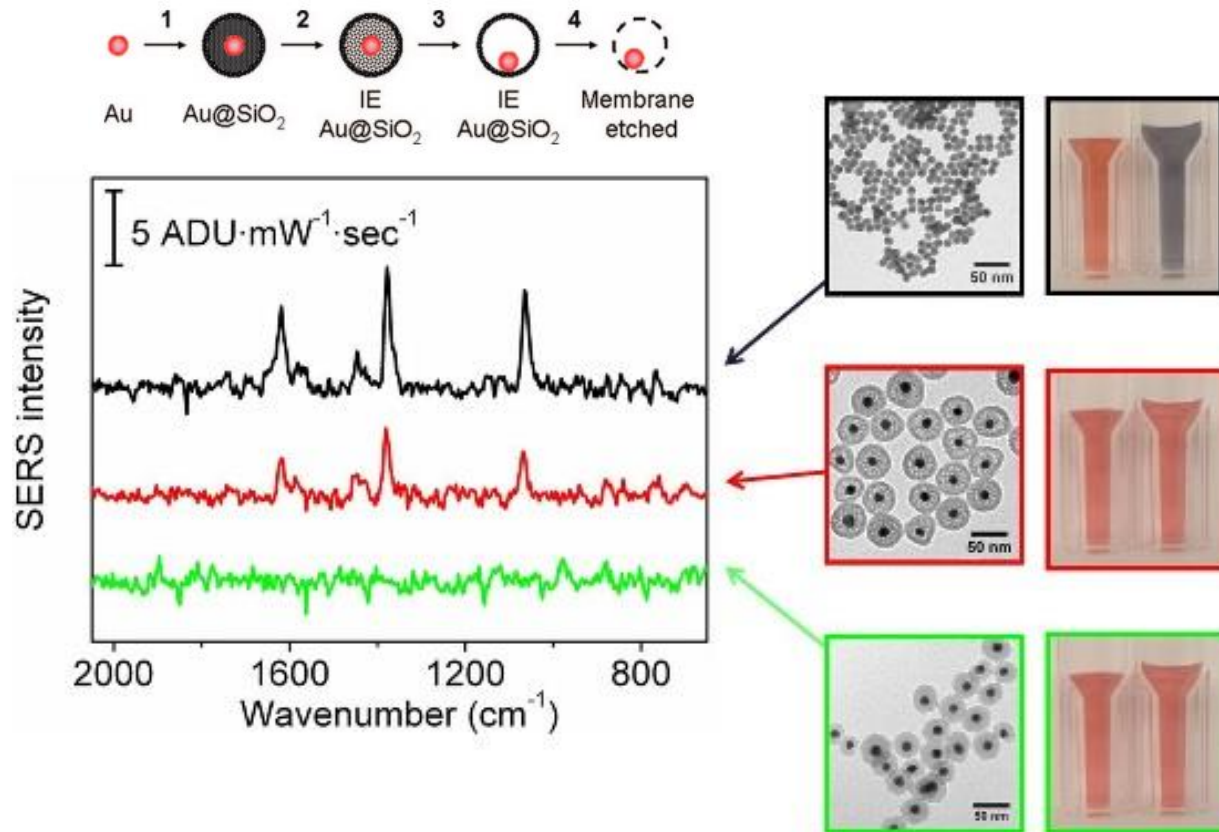 1 2 3 4
Au
Au@SiO₂
IE
Au@SiO₂
IE
Au@SiO₂
Membrane
etched
5 ADU·mW⁻¹·sec⁻¹
SERS intensity
2000 1600 1200 800
Wavenumber (cm⁻¹)
50 nm
50 nm
50 nm